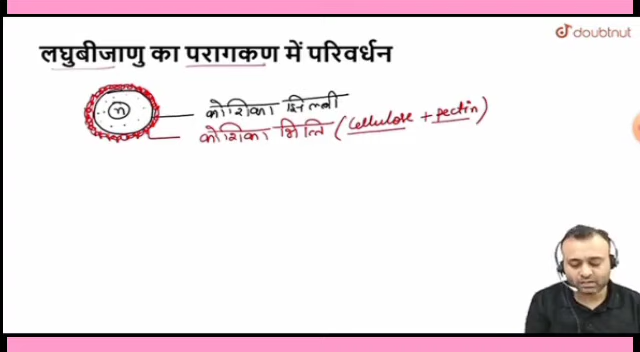 doubtnut
लघुबीजाणु का परागकण में परिवर्धन
n
कोशिका झिल्ली
कोशिका भित्ति (cellulose + pectin)